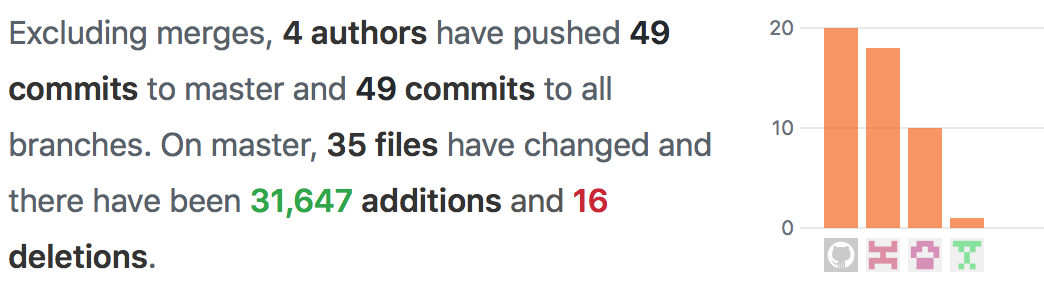 Excluding merges, 4 authors have pushed 49
commits to master and 49 commits to all
branches. On master, 35 files have changed and
there have been 31,647 additions and 16
deletions.
20
10
0